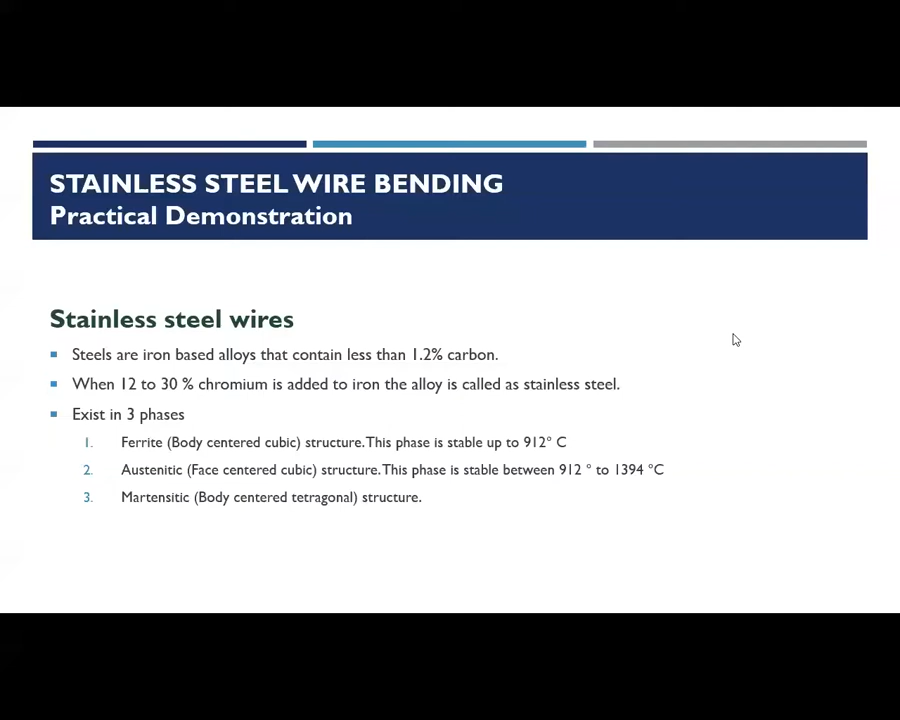 STAINLESS STEEL WIRE BENDING
Practical Demonstration
Stainless steel wires
Steels are iron based alloys that contain less than 1.2% carbon.
When 12 to 30 % chromium is added to iron the alloy is called as stainless steel.
Exist in 3 phases
1. Ferrite (Body centered cubic) structure. This phase is stable up to 912° C
2. Austenitic (Face centered cubic) structure. This phase is stable between 912 ° to 1394 °C
3. Martensitic (Body centered tetragonal) structure.